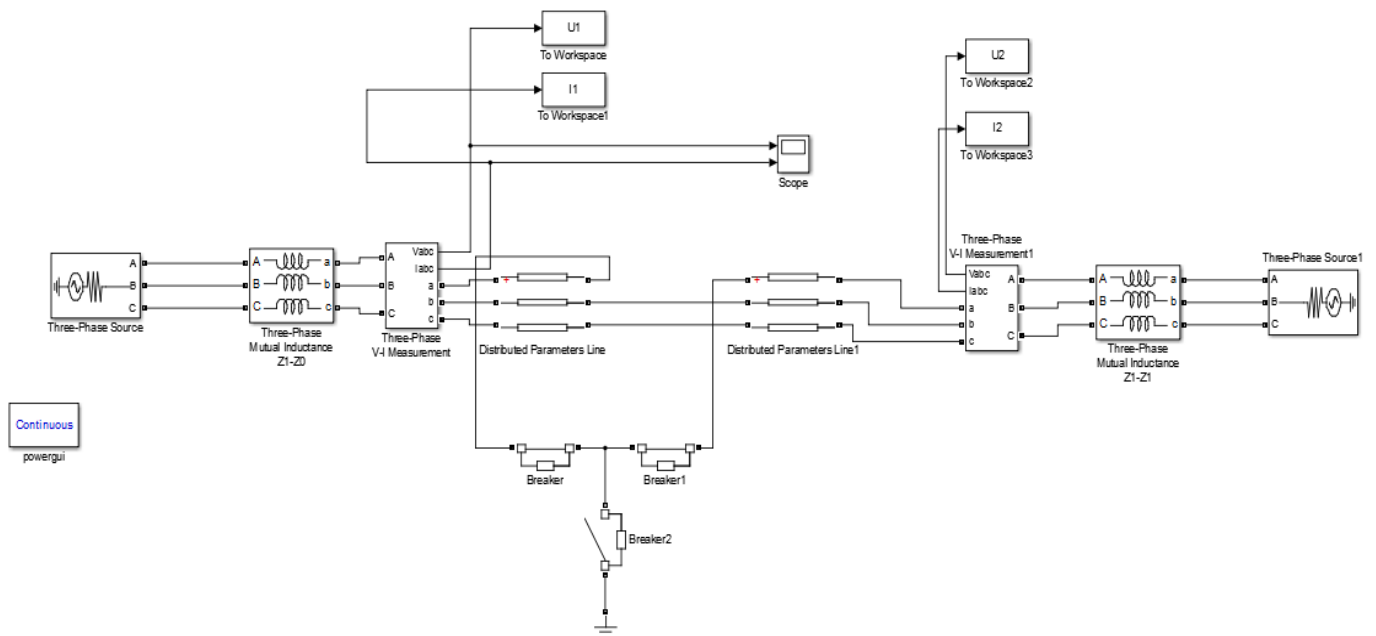 U1
To Workspace
I1
To Workspace1
Scope
U2
To Workspace2
I2
To Workspace3
A
B
C
Three-Phase Source
A
B
C
a
b
c
Three-Phase
Mutual Inductance
Z1-Z0
A
B
C
Vabc
Iabc
a
b
c
Three-Phase
V-I Measurement
+
Distributed Parameters Line
+
Distributed Parameters Line1
Three-Phase
V-I Measurement1
Vabc
Iabc
a
b
c
A
B
C
A
B
C
a
b
c
Three-Phase
Mutual Inductance
Z1-Z1
Three-Phase Source1
A
B
C
Continuous
powergui
Breaker
Breaker1
Breaker2